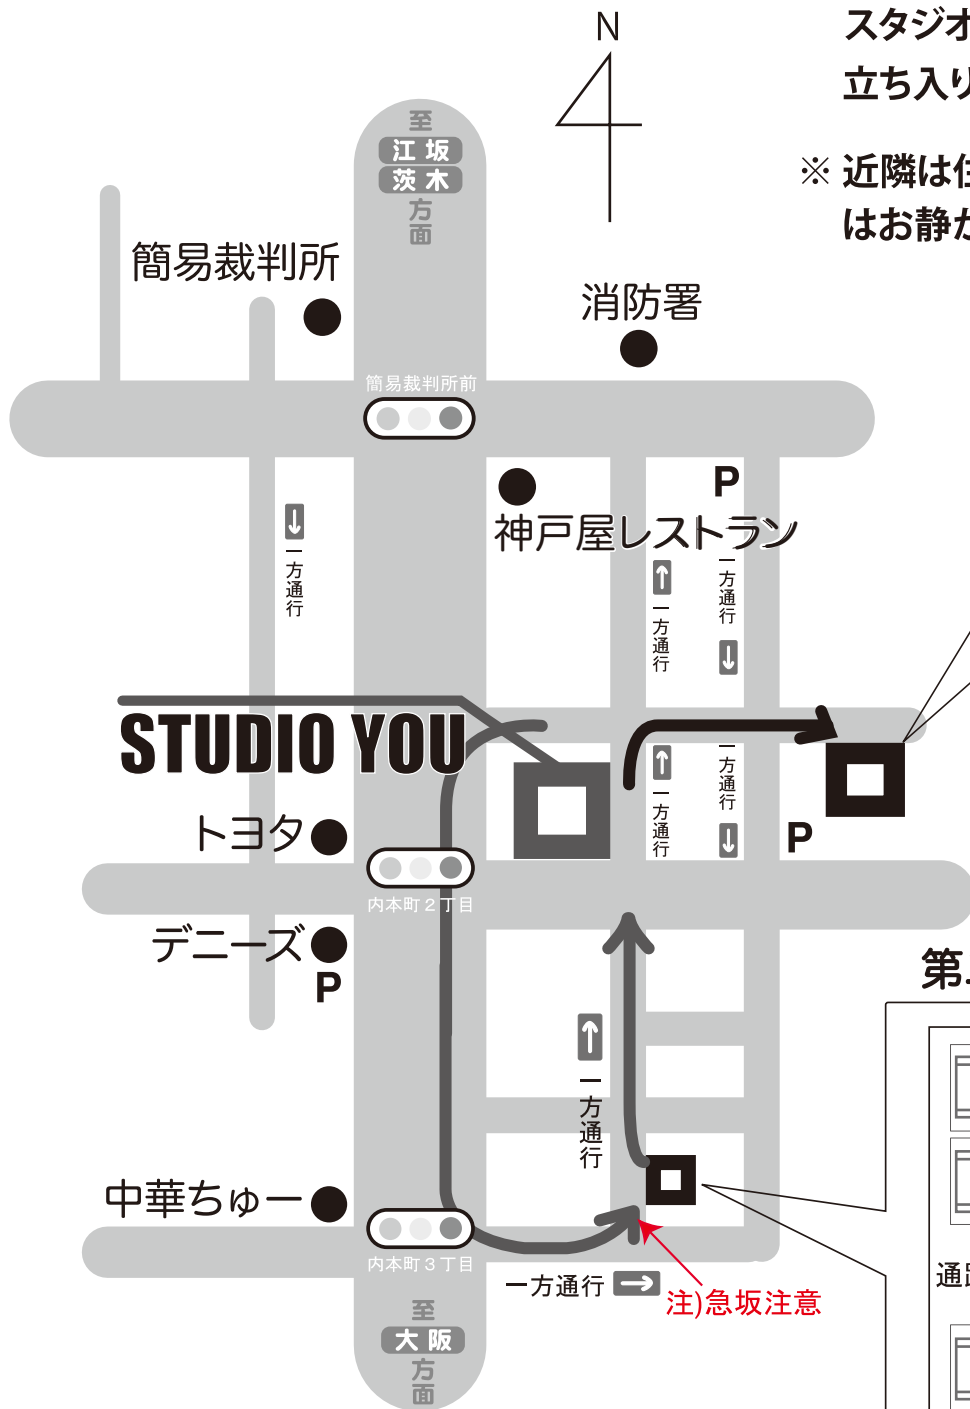 N
スタジオ
立ち入り
※ 近隣は住
はお静か
至
江坂
茨木
方面
簡易裁判所
消防署
簡易裁判所前
P
神戸屋レストラン
一方通行
一方通行
一方通行
STUDIO YOU
一方通行
一方通行
トヨタ
P
内本町2丁目
デニーズ
P
第
一方通行
中華ちゅー
内本町3丁目
一方通行
注)急坂注意
通路
至
大阪
方面